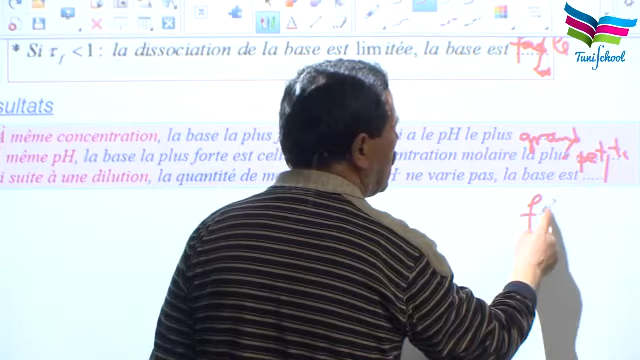 TuniSchool
* Si τf < 1 : la dissociation de la base est limitée, la base est faible
sultats
À même concentration, la base la plus f i a le pH le plus grand
même pH, la base la plus forte est cel centration molaire la plus petite
i suite à une dilution, la quantité de m H⁻ ne varie pas, la base est .....
f